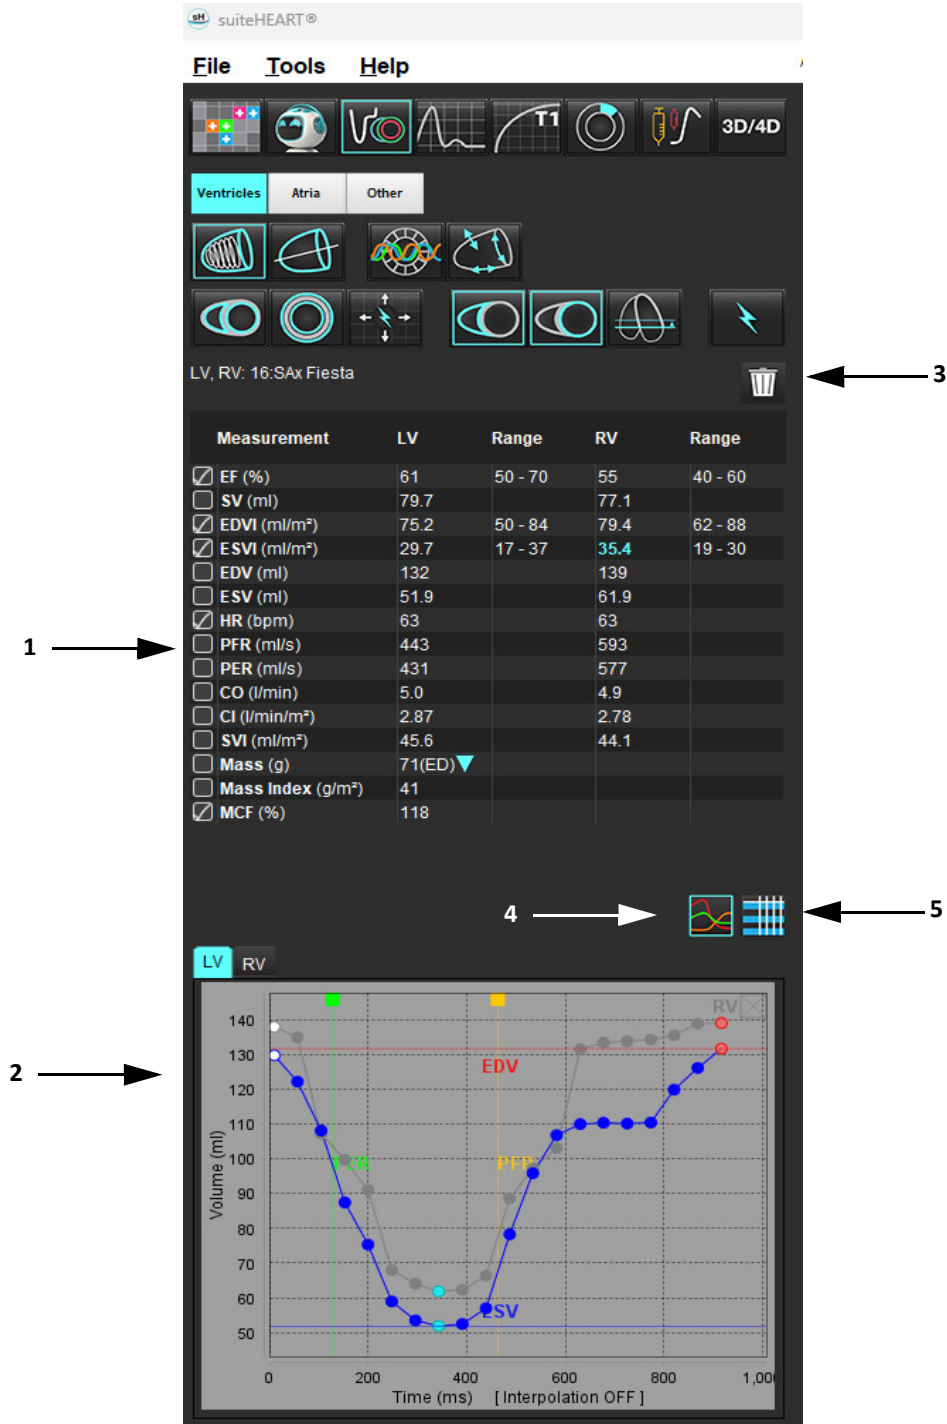 sH suiteHEART®
File Tools Help
T1 3D/4D
Ventricles Atria Other
LV, RV: 16:SAx Fiesta
3
Measurement LV Range RV Range
EF (%) 61 50 - 70 55 40 - 60
SV (ml) 79.7 77.1
EDVI (ml/m²) 75.2 50 - 84 79.4 62 - 88
ESVI (ml/m²) 29.7 17 - 37 35.4 19 - 30
EDV (ml) 132 139
ESV (ml) 51.9 61.9
HR (bpm) 63 63
1
PFR (ml/s) 443 593
PER (ml/s) 431 577
CO (l/min) 5.0 4.9
CI (l/min/m²) 2.87 2.78
SVI (ml/m²) 45.6 44.1
Mass (g) 71(ED)
Mass Index (g/m²) 41
MCF (%) 118
4
5
LV RV
RV
140
130
EDV
2
120
110
100
PER PFR
90
80
70
60
ESV
50
Volume (ml)
0 200 400 600 800 1,00
Time (ms) [ Interpolation OFF ]